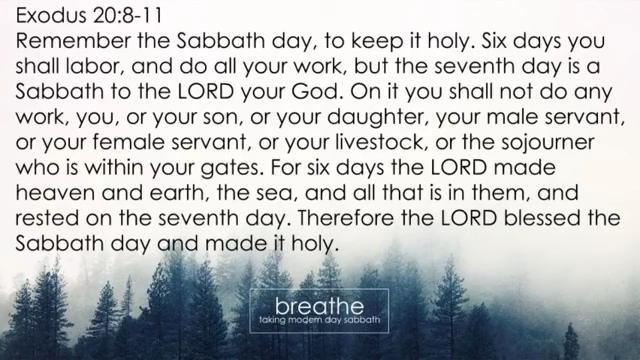 Exodus 20:8-11
Remember the Sabbath day, to keep it holy. Six days you
shall labor, and do all your work, but the seventh day is a
Sabbath to the LORD your God. On it you shall not do any
work, you, or your son, or your daughter, your male servant,
or your female servant, or your livestock, or the sojourner
who is within your gates. For six days the LORD made
heaven and earth, the sea, and all that is in them, and
rested on the seventh day. Therefore the LORD blessed the
Sabbath day and made it holy.
breathe
taking modern day sabbath